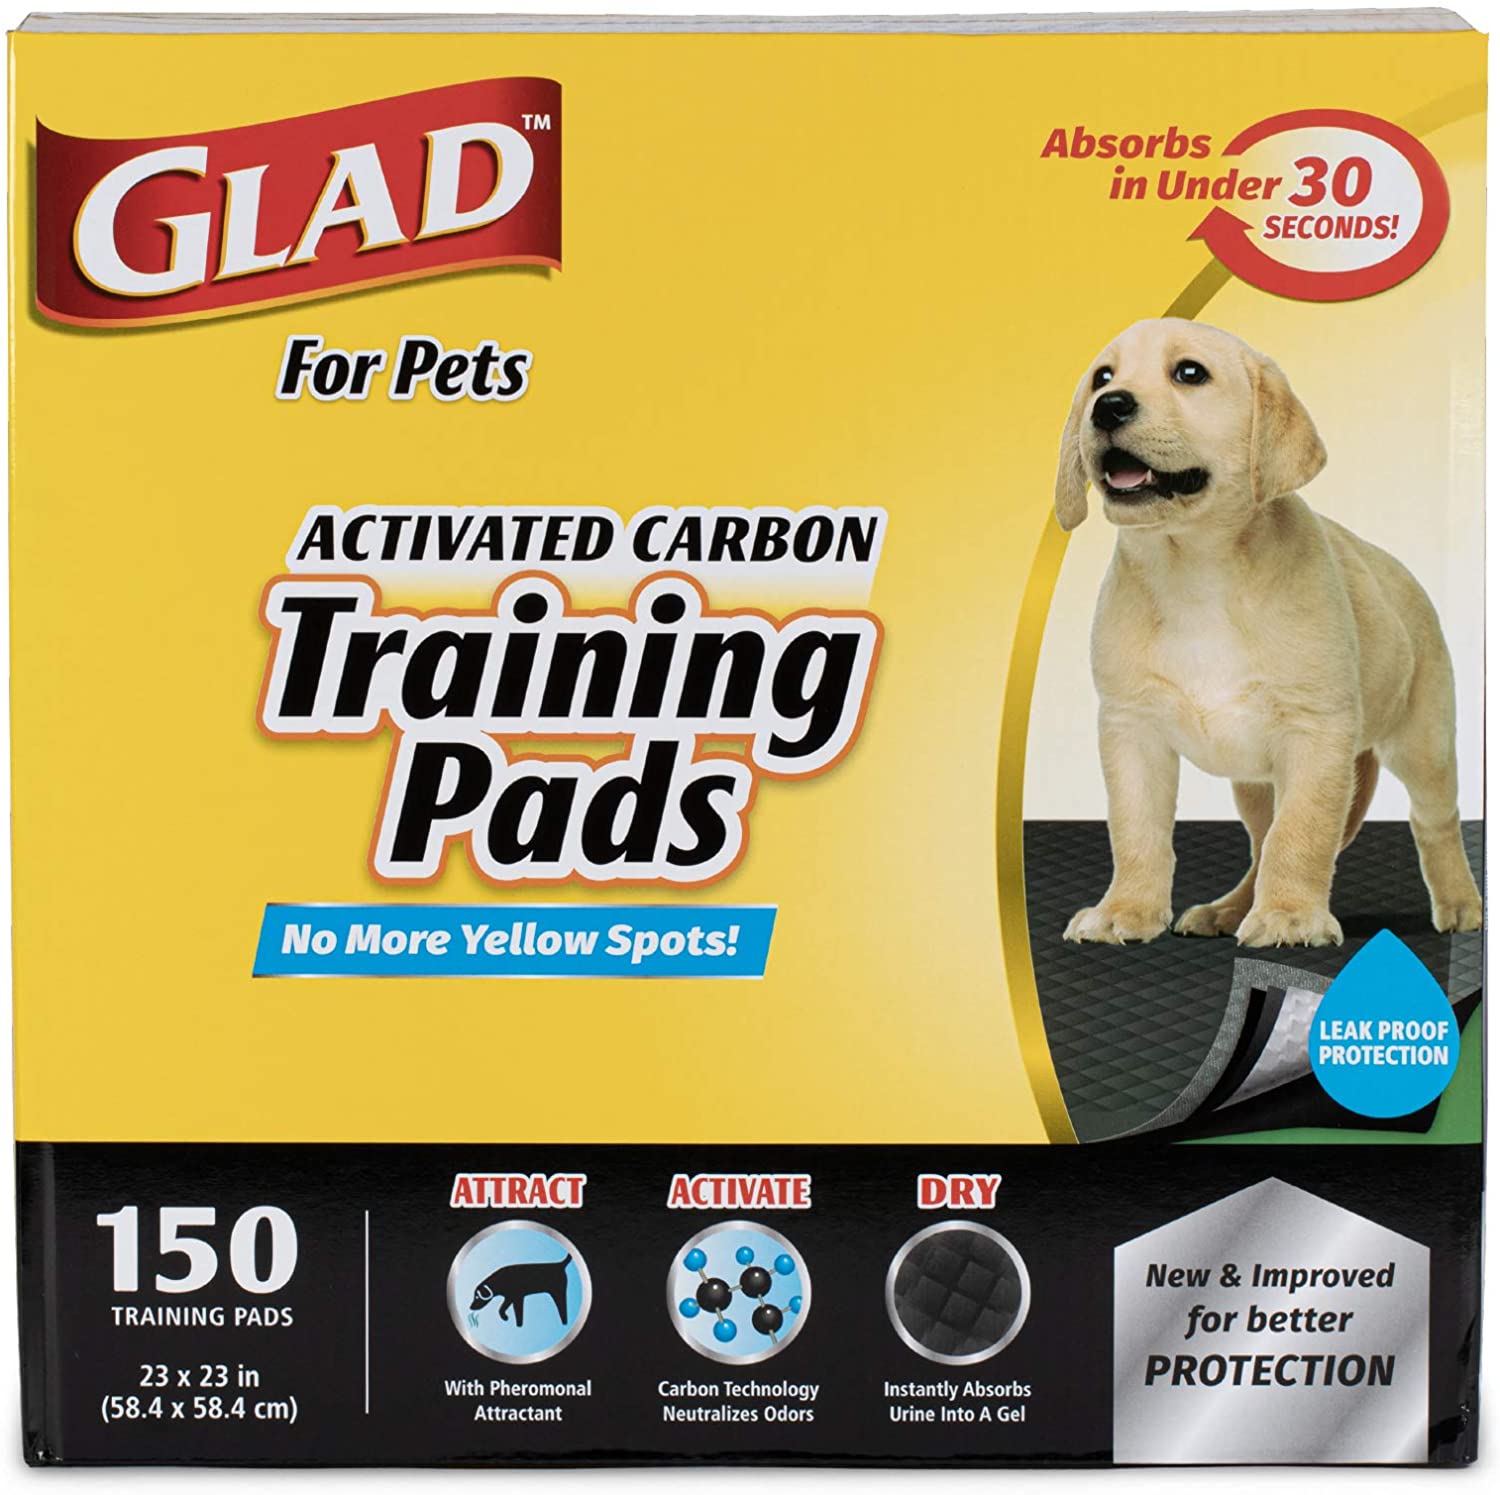 GLAD™
For Pets
Absorbs
in Under 30
SECONDS!
ACTIVATED CARBON
Training
Pads
No More Yellow Spots!
LEAK PROOF
PROTECTION
150
TRAINING PADS
23 x 23 in
(58.4 x 58.4 cm)
ATTRACT
With Pheromonal
Attractant
ACTIVATE
Carbon Technology
Neutralizes Odors
DRY
Instantly Absorbs
Urine Into A Gel
New & Improved
for better
PROTECTION